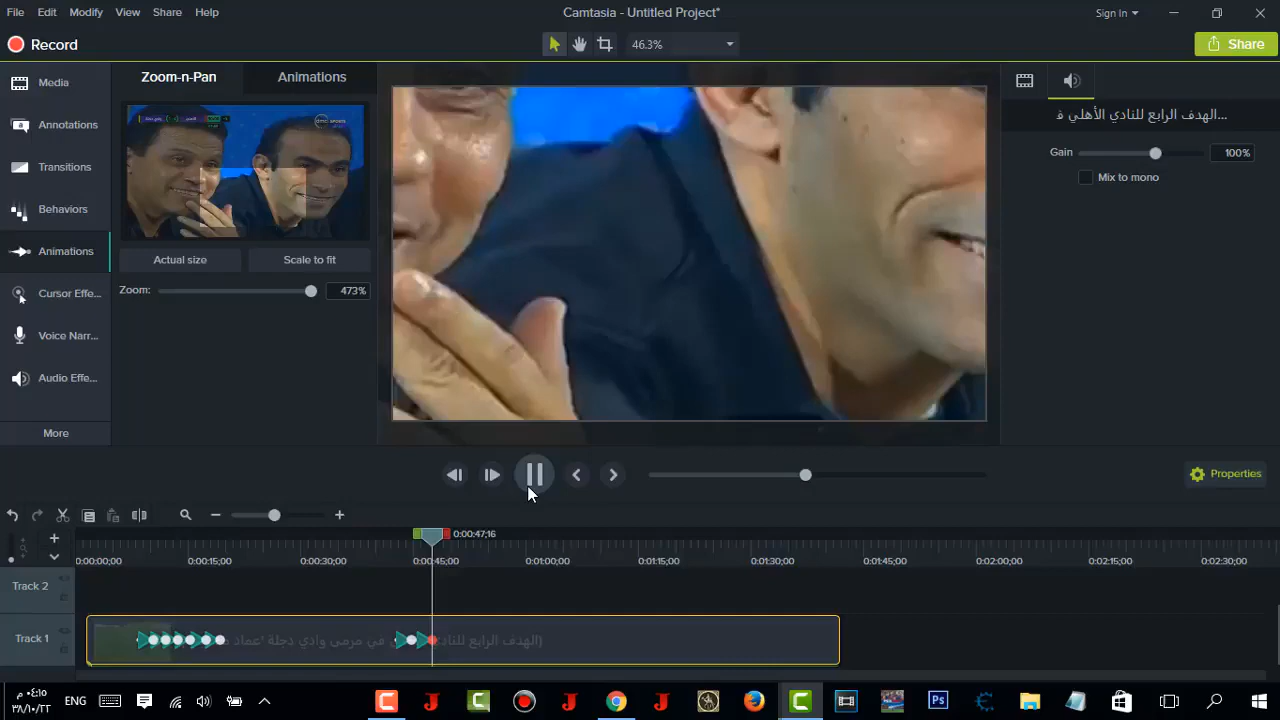 File Edit Modify View Share Help
Camtasia - Untitled Project*
Sign In
Record
46.3%
Share
Media
Annotations
Transitions
Behaviors
Animations
Cursor Effe...
Voice Narr...
Audio Effe...
More
Zoom-n-Pan
Animations
dmc SPORTS
Actual size
Scale to fit
Zoom:
473%
الهدف الرابع للنادي الأهلي ف...
Gain
100%
Mix to mono
Properties
0:00:47;16
0:00:00;00 0:00:15;00 0:00:30;00 0:00:45;00 0:01:00;00 0:01:15;00 0:01:30;00 0:01:45;00 0:02:00;00 0:02:15;00 0:02:30;00
Track 2
Track 1
ENG